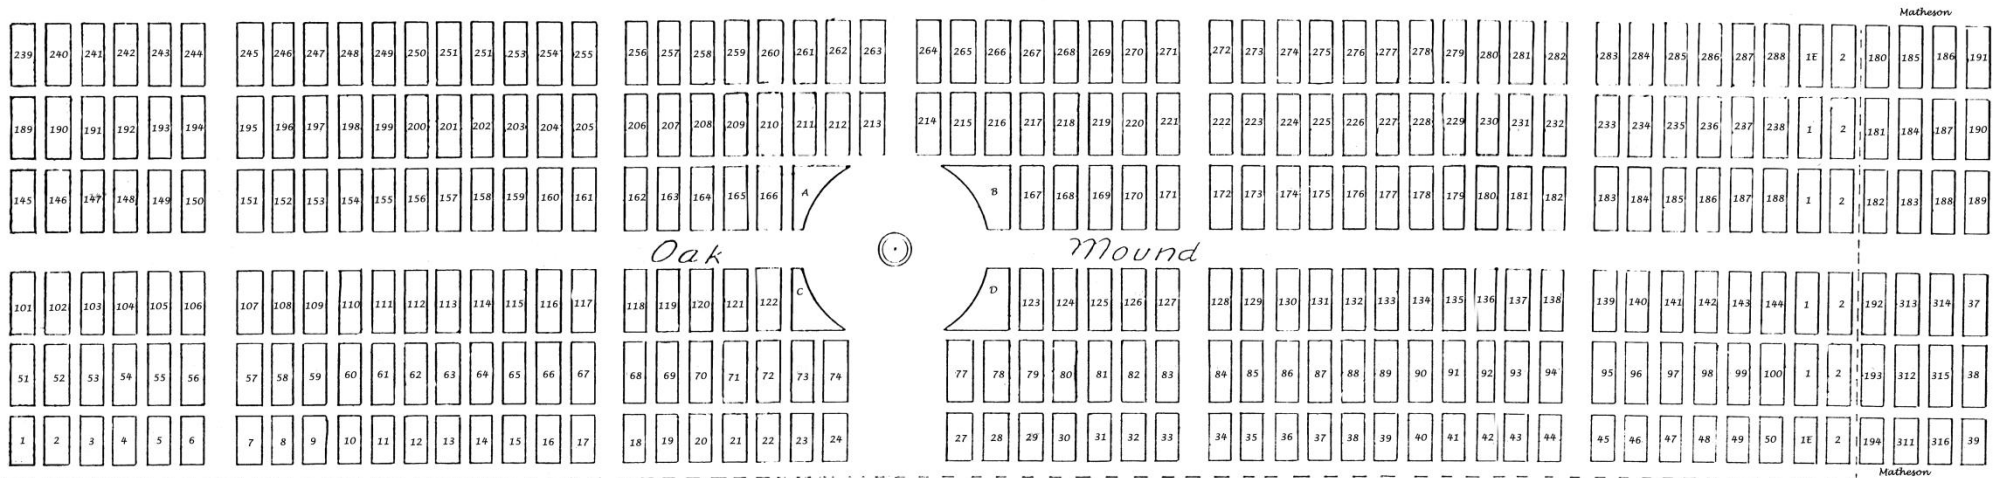 Matheson
239 240 241 242 243 244 245 246 247 248 249 250 251 251 253 254 255 256 257 258 259 260 261 262 263 264 265 266 267 268 269 270 271 272 273 274 275 276 277 278 279 280 281 282 283 284 285 286 287 288 1E 2 180 185 186 191
189 190 191 192 193 194 195 196 197 198 199 200 201 202 203 204 205 206 207 208 209 210 211 212 213 214 215 216 217 218 219 220 221 222 223 224 225 226 227 228 229 230 231 232 233 234 235 236 237 238 1 2 181 184 187 190
145 146 147 148 149 150 151 152 153 154 155 156 157 158 159 160 161 162 163 164 165 166 A B 167 168 169 170 171 172 173 174 175 176 177 178 179 180 181 182 183 184 185 186 187 188 1 2 182 183 188 189
Oak Mound
101 102 103 104 105 106 107 108 109 110 111 112 113 114 115 116 117 118 119 120 121 122 C D 123 124 125 126 127 128 129 130 131 132 133 134 135 136 137 138 139 140 141 142 143 144 1 2 192 313 314 37
51 52 53 54 55 56 57 58 59 60 61 62 63 64 65 66 67 68 69 70 71 72 73 74 77 78 79 80 81 82 83 84 85 86 87 88 89 90 91 92 93 94 95 96 97 98 99 100 1 2 193 312 315 38
1 2 3 4 5 6 7 8 9 10 11 12 13 14 15 16 17 18 19 20 21 22 23 24 27 28 29 30 31 32 33 34 35 36 37 38 39 40 41 42 43 44 45 46 47 48 49 50 1E 2 194 311 316 39
Matheson